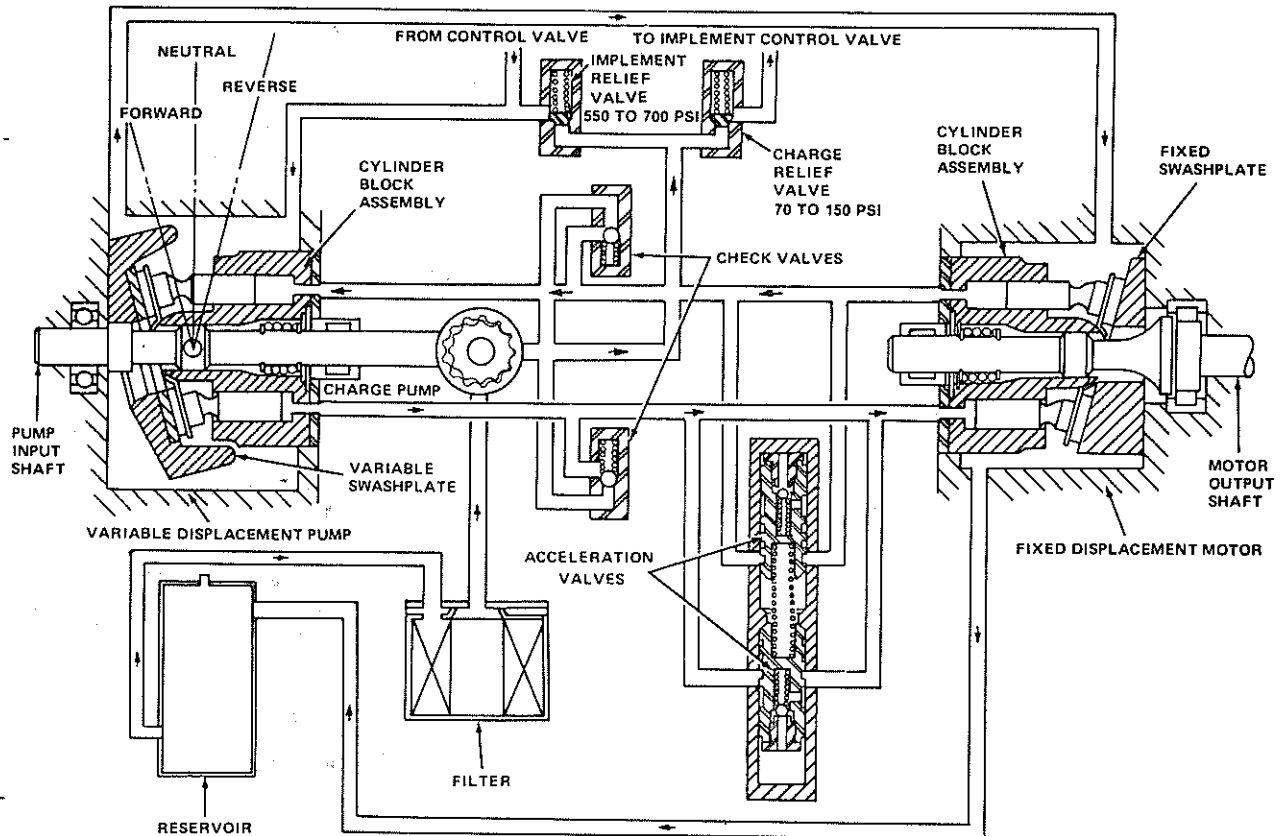 FROM CONTROL VALVE
TO IMPLEMENT CONTROL VALVE
NEUTRAL
REVERSE
FORWARD
IMPLEMENT
RELIEF
VALVE
550 TO 700 PSI
CYLINDER
BLOCK
ASSEMBLY
CHARGE
RELIEF
VALVE
70 TO 150 PSI
CYLINDER
BLOCK
ASSEMBLY
FIXED
SWASHPLATE
CHECK VALVES
CHARGE PUMP
PUMP
INPUT
SHAFT
VARIABLE
SWASHPLATE
VARIABLE DISPLACEMENT PUMP
MOTOR
OUTPUT
SHAFT
FIXED DISPLACEMENT MOTOR
ACCELERATION
VALVES
FILTER
RESERVOIR